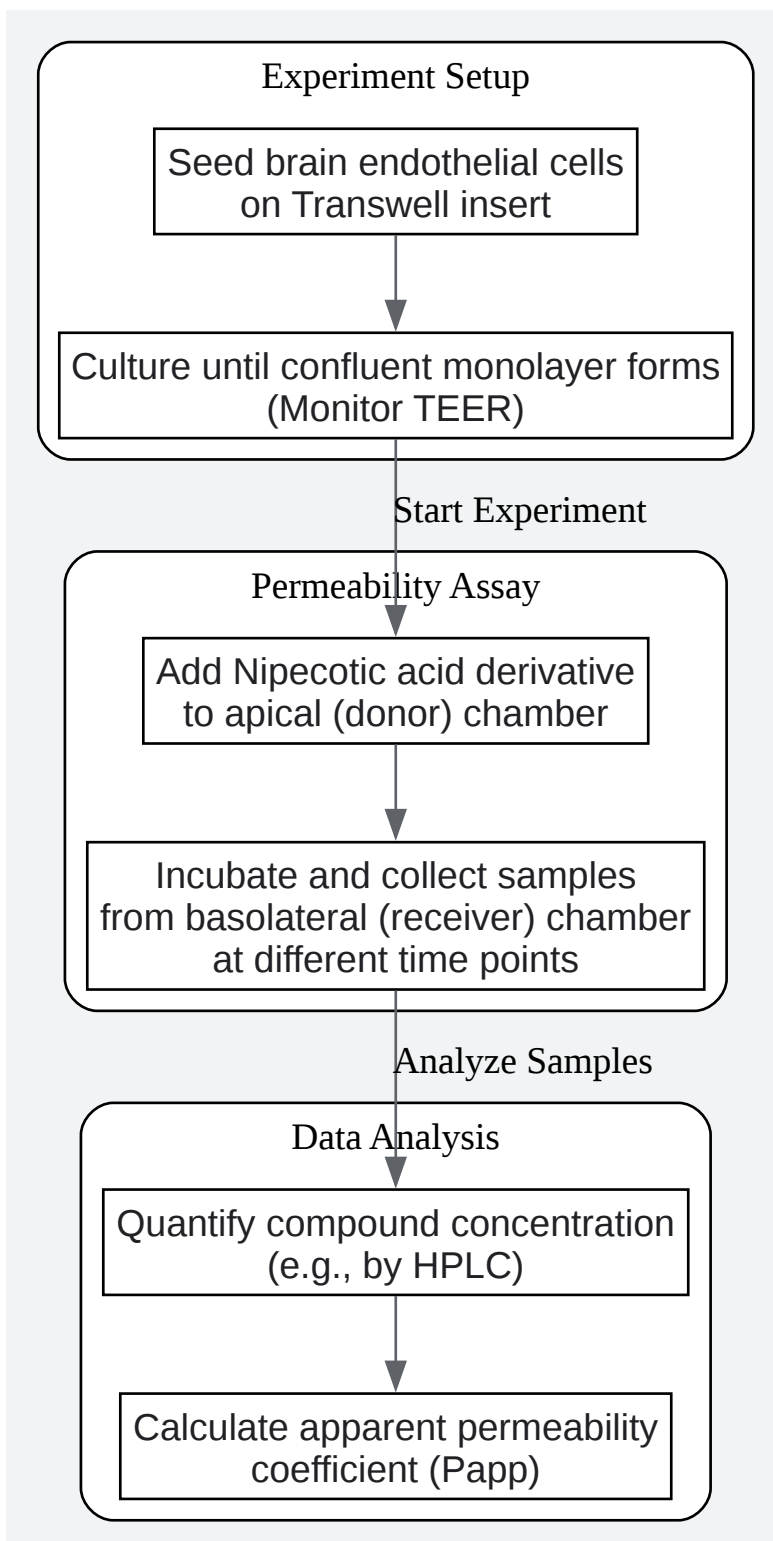 Experiment Setup
Seed brain endothelial cells
on Transwell insert
Culture until confluent monolayer forms
(Monitor TEER)
Start Experiment
Permeability Assay
Add Nipecotic acid derivative
to apical (donor) chamber
Incubate and collect samples
from basolateral (receiver) chamber
at different time points
Analyze Samples
Data Analysis
Quantify compound concentration
(e.g., by HPLC)
Calculate apparent permeability
coefficient (Papp)